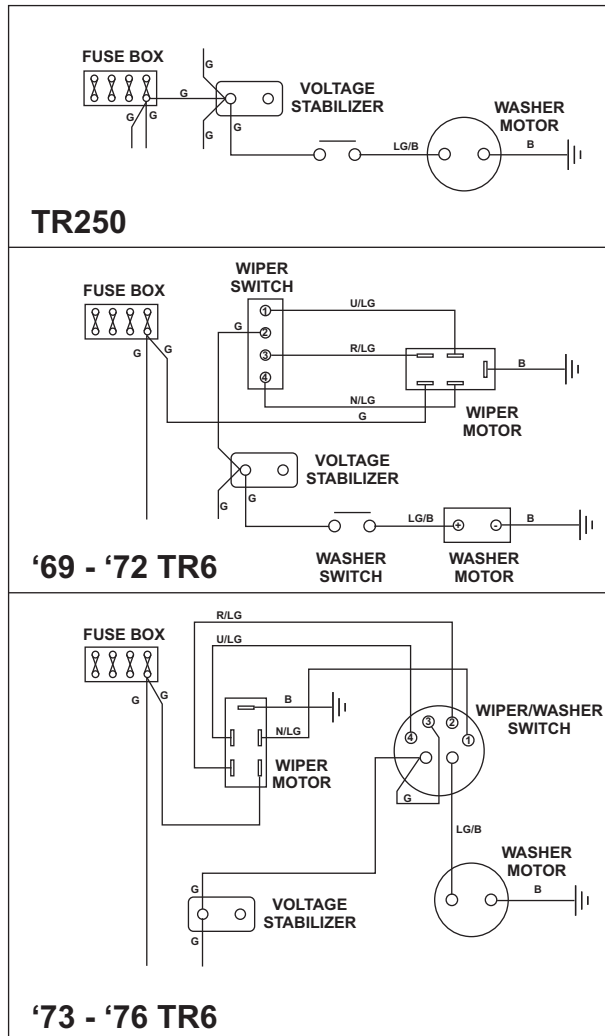 FUSE BOX
G
G
G
G
G
G
VOLTAGE
STABILIZER
WASHER
MOTOR
LG/B
B
TR250
WIPER
SWITCH
FUSE BOX
G
G
G
1
2
3
4
U/LG
R/LG
N/LG
G
B
WIPER
MOTOR
VOLTAGE
STABILIZER
G
G
LG/B
+
-
B
WASHER
SWITCH
WASHER
MOTOR
‘69 - ‘72 TR6
FUSE BOX
R/LG
U/LG
G
G
B
N/LG
WIPER
MOTOR
4
3
2
1
WIPER/WASHER
SWITCH
G
LG/B
WASHER
MOTOR
B
G
G
VOLTAGE
STABILIZER
‘73 - ‘76 TR6